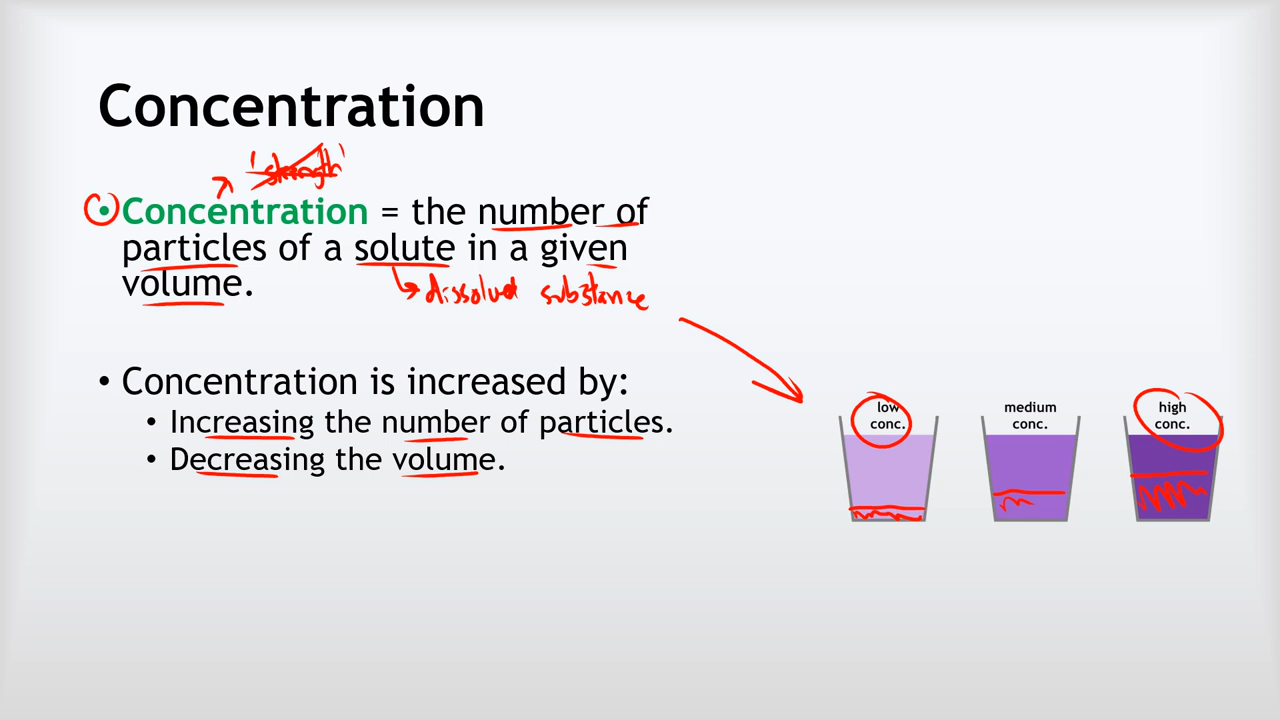 Concentration
'strength'
• Concentration = the number of
particles of a solute in a given
volume.
dissolved substance
• Concentration is increased by:
• Increasing the number of particles.
• Decreasing the volume.
low
conc.
medium
conc.
high
conc.